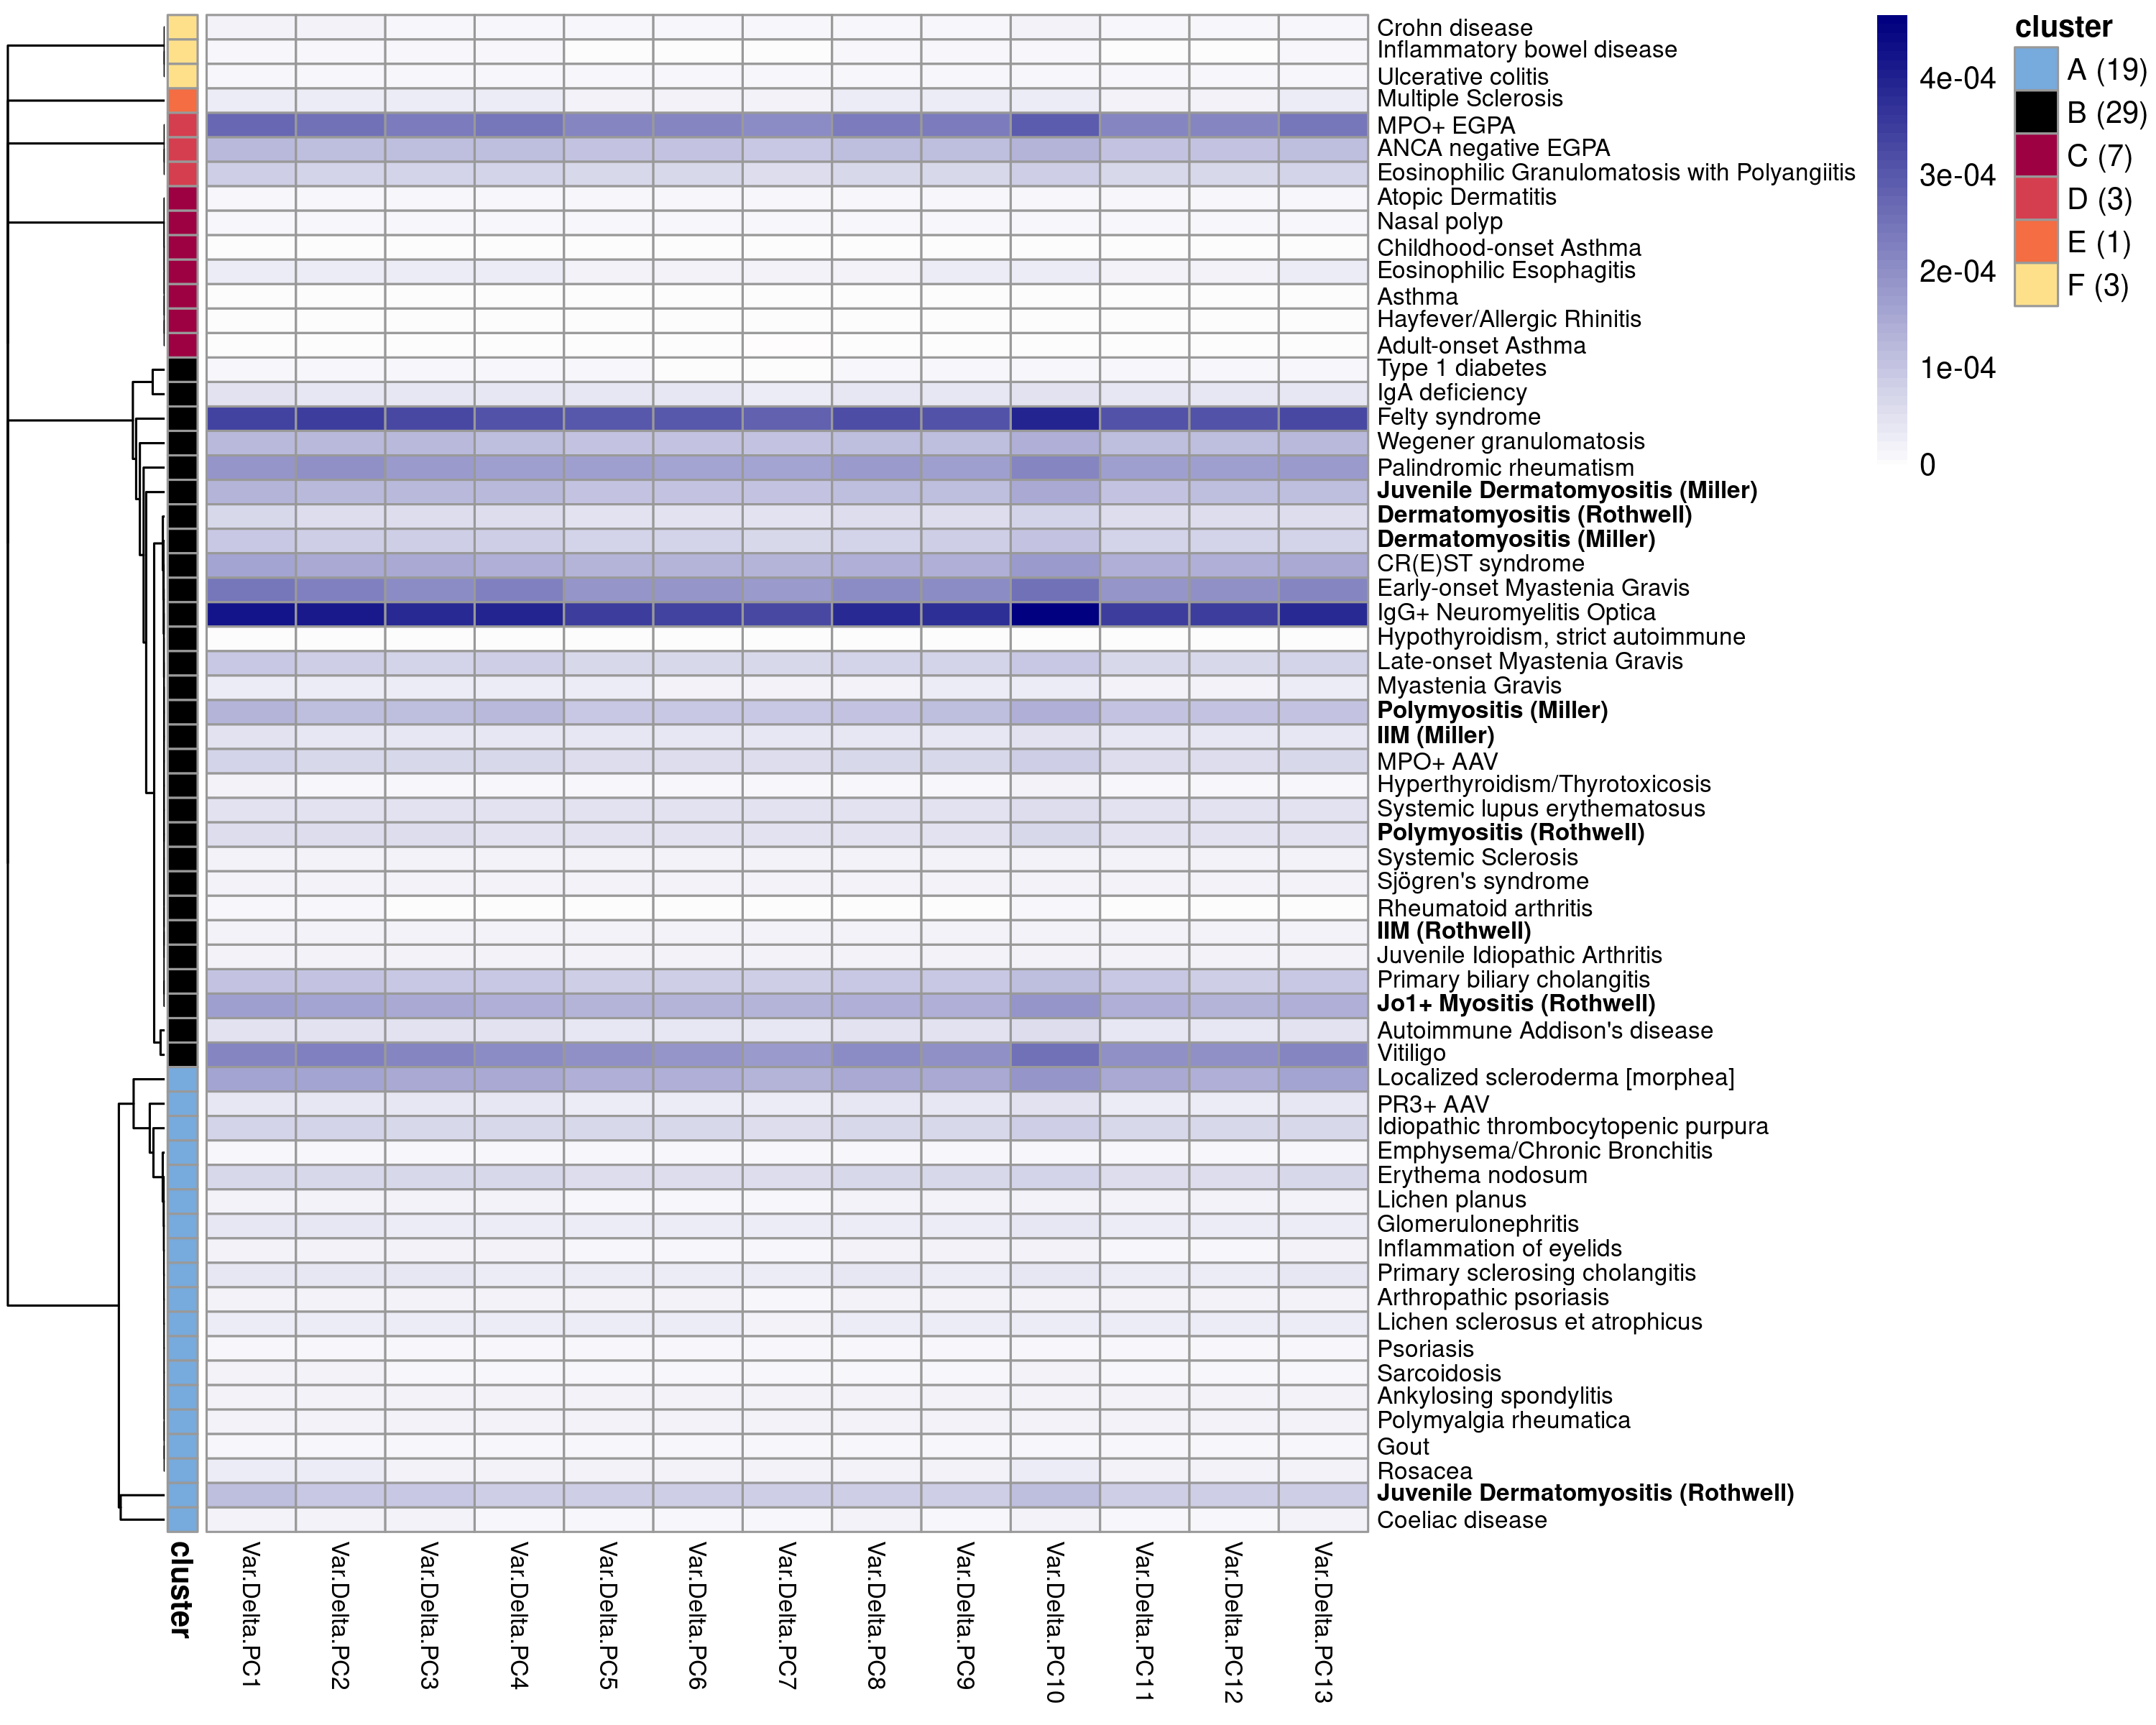 Crohn disease
Inflammatory bowel disease
Ulcerative colitis
Multiple Sclerosis
MPO+ EGPA
ANCA negative EGPA
Eosinophilic Granulomatosis with Polyangiitis
Atopic Dermatitis
Nasal polyp
Childhood-onset Asthma
Eosinophilic Esophagitis
Asthma
Hayfever/Allergic Rhinitis
Adult-onset Asthma
Type 1 diabetes
IgA deficiency
Felty syndrome
Wegener granulomatosis
Palindromic rheumatism
Juvenile Dermatomyositis (Miller)
Dermatomyositis (Rothwell)
Dermatomyositis (Miller)
CR(E)ST syndrome
Early-onset Myastenia Gravis
IgG+ Neuromyelitis Optica
Hypothyroidism, strict autoimmune
Late-onset Myastenia Gravis
Myastenia Gravis
Polymyositis (Miller)
IIM (Miller)
MPO+ AAV
Hyperthyroidism/Thyrotoxicosis
Systemic lupus erythematosus
Polymyositis (Rothwell)
Systemic Sclerosis
Sjögren's syndrome
Rheumatoid arthritis
IIM (Rothwell)
Juvenile Idiopathic Arthritis
Primary biliary cholangitis
Jo1+ Myositis (Rothwell)
Autoimmune Addison's disease
Vitiligo
Localized scleroderma [morphea]
PR3+ AAV
Idiopathic thrombocytopenic purpura
Emphysema/Chronic Bronchitis
Erythema nodosum
Lichen planus
Glomerulonephritis
Inflammation of eyelids
Primary sclerosing cholangitis
Arthropathic psoriasis
Lichen sclerosus et atrophicus
Psoriasis
Sarcoidosis
Ankylosing spondylitis
Polymyalgia rheumatica
Gout
Rosacea
Juvenile Dermatomyositis (Rothwell)
Coeliac disease
cluster
Var.Delta.PC1
Var.Delta.PC2
Var.Delta.PC3
Var.Delta.PC4
Var.Delta.PC5
Var.Delta.PC6
Var.Delta.PC7
Var.Delta.PC8
Var.Delta.PC9
Var.Delta.PC10
Var.Delta.PC11
Var.Delta.PC12
Var.Delta.PC13
4e-04
3e-04
2e-04
1e-04
0
cluster
A (19)
B (29)
C (7)
D (3)
E (1)
F (3)